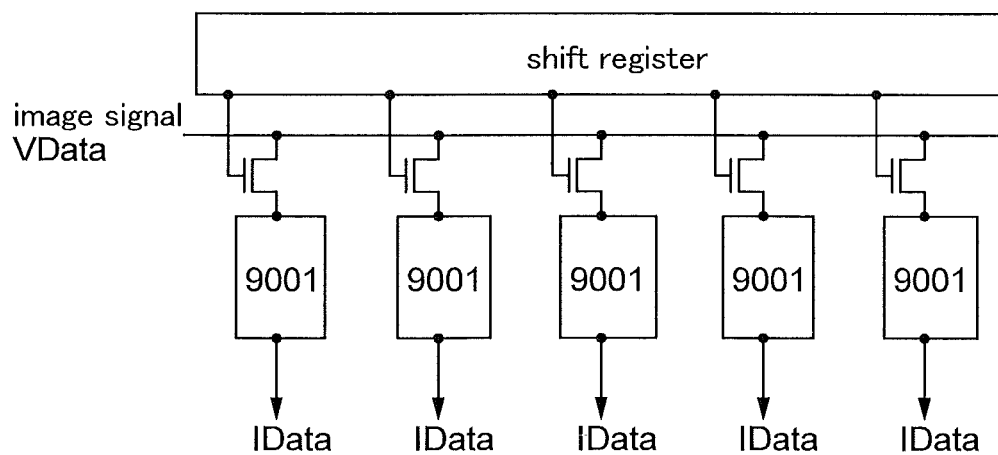 shift register
image signal
VData
9001 9001 9001 9001 9001
IData IData IData IData IData